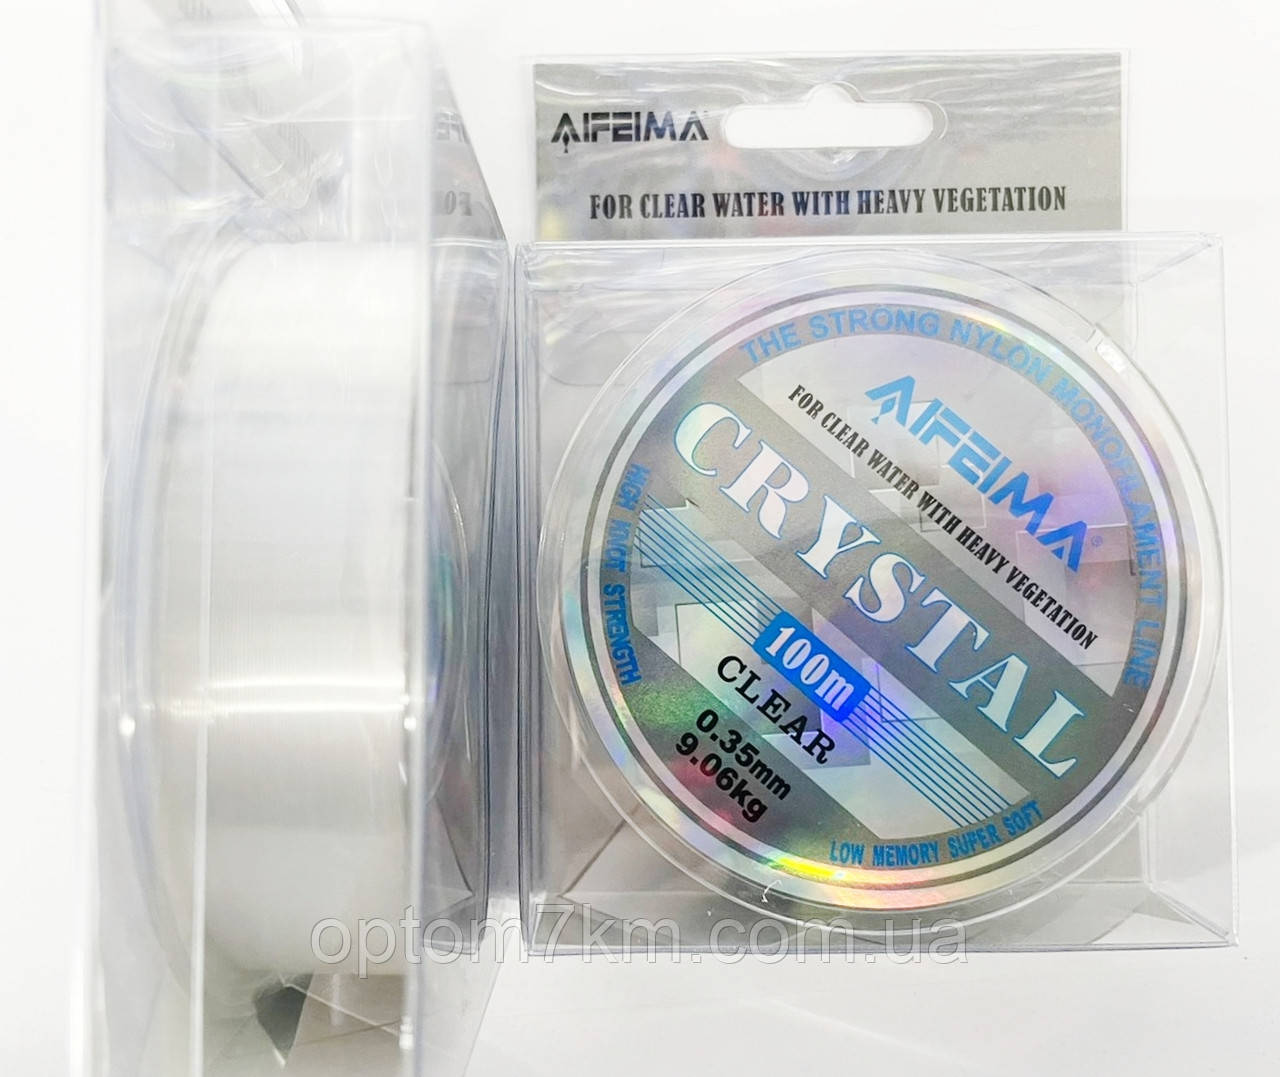 AIFEIMA
FOR CLEAR WATER WITH HEAVY VEGETATION
THE STRONG NYLON MONOFILAMENT LINE
AIFEIMA®
FOR CLEAR WATER WITH HEAVY VEGETATION
CRYSTAL
HIGH KNOT STRENGTH
100m
CLEAR
0.35mm
9.06kg
LOW MEMORY SUPER SOFT
optom7km.com.ua